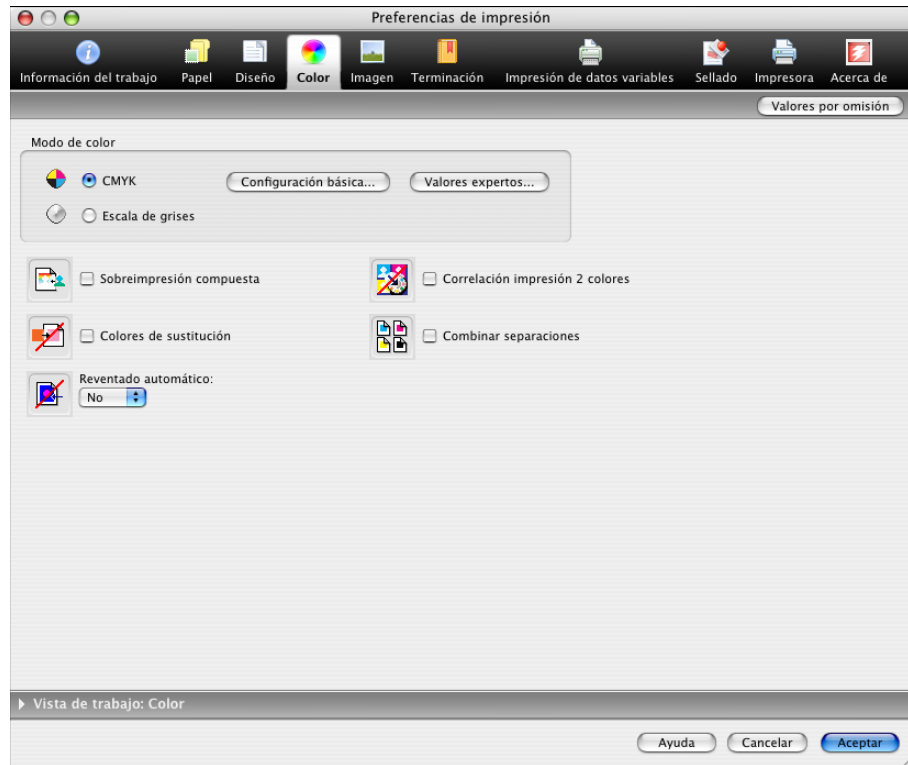 Preferencias de impresión
Información del trabajo Papel Diseño Color Imagen Terminación Impresión de datos variables Sellado Impresora Acerca de
Valores por omisión
Modo de color
CMYK Configuración básica... Valores expertos...
Escala de grises
Sobreimpresión compuesta Correlación impresión 2 colores
Colores de sustitución Combinar separaciones
Reventado automático:
No
Vista de trabajo: Color
Ayuda Cancelar Aceptar